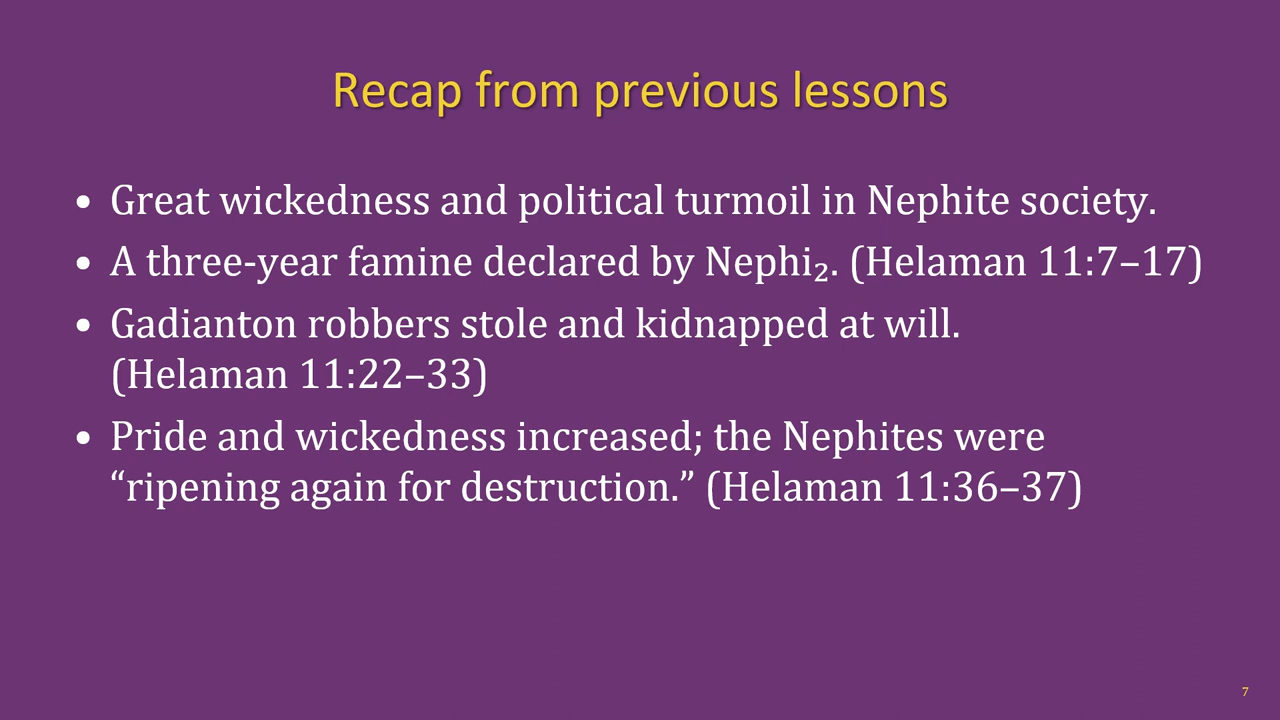 Recap from previous lessons
• Great wickedness and political turmoil in Nephite society.
• A three-year famine declared by Nephi₂. (Helaman 11:7–17)
• Gadianton robbers stole and kidnapped at will.
(Helaman 11:22–33)
• Pride and wickedness increased; the Nephites were
“ripening again for destruction.” (Helaman 11:36–37)
7